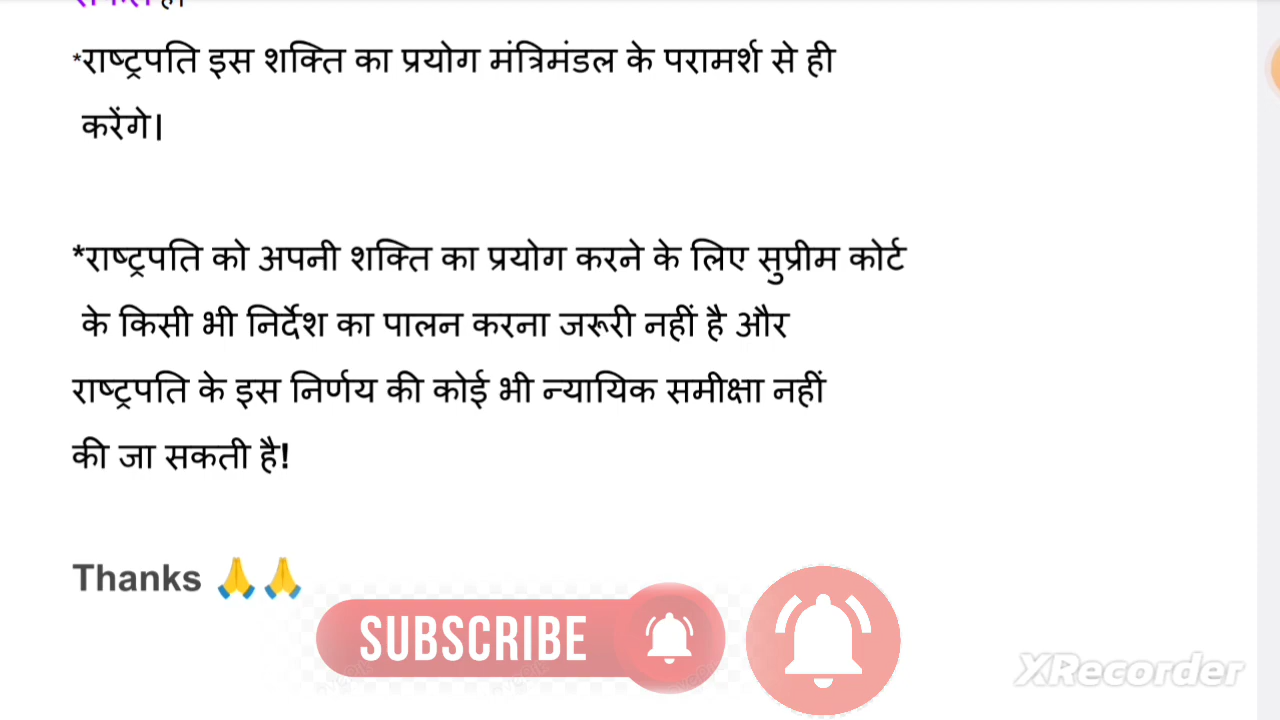 *राष्ट्रपति इस शक्ति का प्रयोग मंत्रिमंडल के परामर्श से ही
करेंगे।
*राष्ट्रपति को अपनी शक्ति का प्रयोग करने के लिए सुप्रीम कोर्ट
के किसी भी निर्देश का पालन करना जरूरी नहीं है और
राष्ट्रपति के इस निर्णय की कोई भी न्यायिक समीक्षा नहीं
की जा सकती है!
Thanks 🙏🙏
SUBSCRIBE
XRecorder